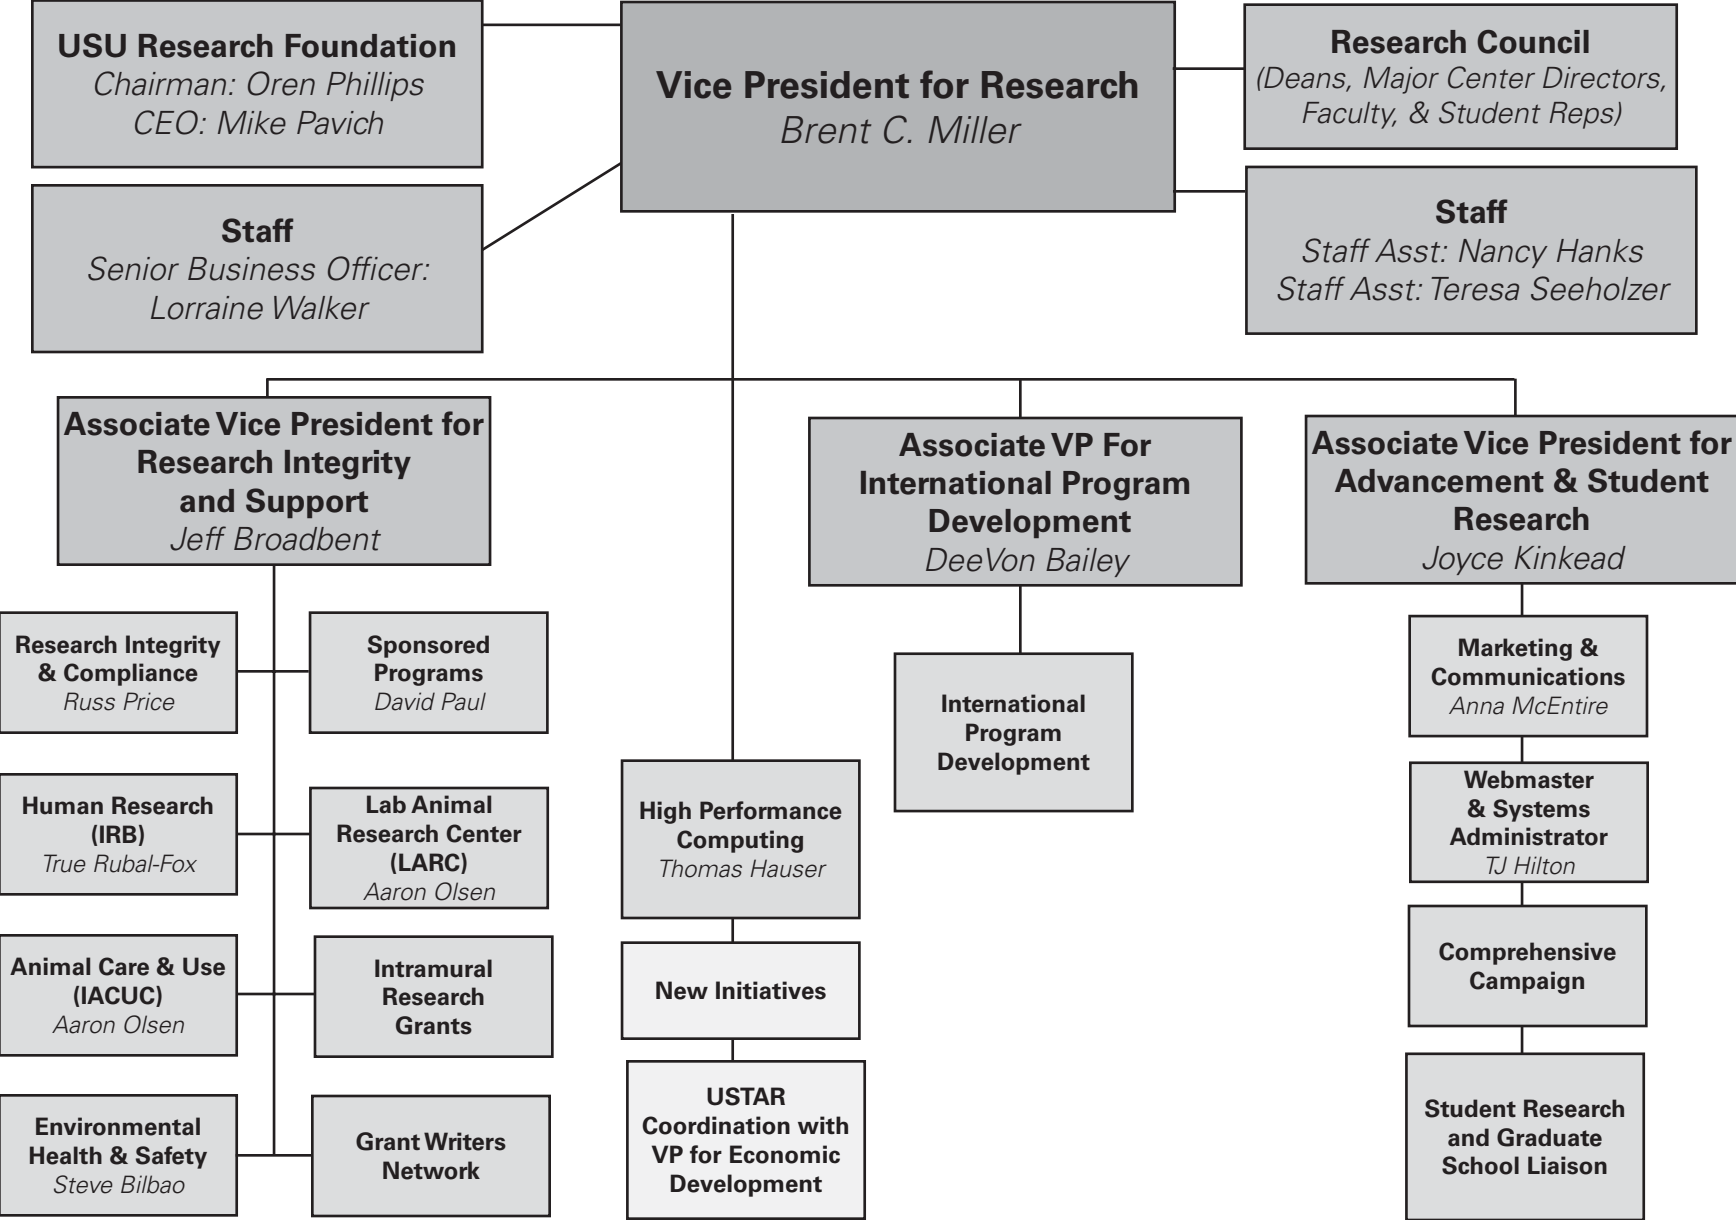 USU Research Foundation
Chairman: Oren Phillips
CEO: Mike Pavich
Vice President for Research
Brent C. Miller
Research Council
(Deans, Major Center Directors,
Faculty, & Student Reps)
Staff
Senior Business Officer:
Lorraine Walker
Staff
Staff Asst: Nancy Hanks
Staff Asst: Teresa Seeholzer
Associate Vice President for
Research Integrity
and Support
Jeff Broadbent
Associate VP For
International Program
Development
DeeVon Bailey
Associate Vice President for
Advancement & Student
Research
Joyce Kinkead
Research Integrity
& Compliance
Russ Price
Sponsored
Programs
David Paul
Human Research
(IRB)
True Rubal-Fox
Lab Animal
Research Center
(LARC)
Aaron Olsen
Animal Care & Use
(IACUC)
Aaron Olsen
Intramural
Research
Grants
Environmental
Health & Safety
Steve Bilbao
Grant Writers
Network
High Performance
Computing
Thomas Hauser
New Initiatives
USTAR
Coordination with
VP for Economic
Development
International
Program
Development
Marketing &
Communications
Anna McEntire
Webmaster
& Systems
Administrator
TJ Hilton
Comprehensive
Campaign
Student Research
and Graduate
School Liaison